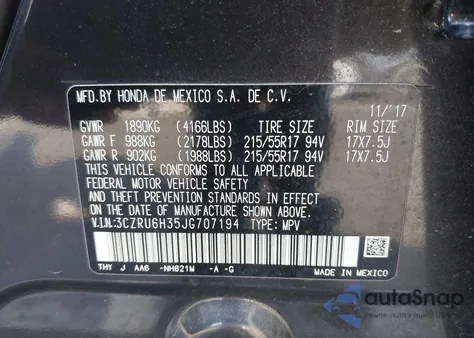 MFD.BY HONDA DE MEXICO S.A. DE C.V.
11/'17
GVWR 1890KG (4166LBS) TIRE SIZE RIM SIZE
GAWR F 988KG (2178LBS) 215/55R17 94V 17X7.5J
GAWR R 902KG (1988LBS) 215/55R17 94V 17X7.5J
THIS VEHICLE CONFORMS TO ALL APPLICABLE
FEDERAL MOTOR VEHICLE SAFETY
AND THEFT PREVENTION STANDARDS IN EFFECT ON
THE DATE OF MANUFACTURE SHOWN ABOVE.
V.I.N:3CZRU6H35JG707194 TYPE: MPV
THY J AA6 -NH821M -A -G
MADE IN MEXICO
autoSnap